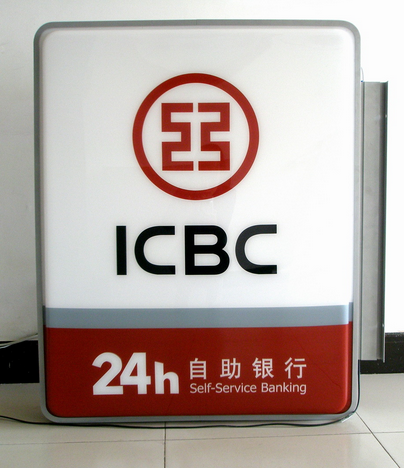 ICBC
24h 自助银行
Self-Service Banking